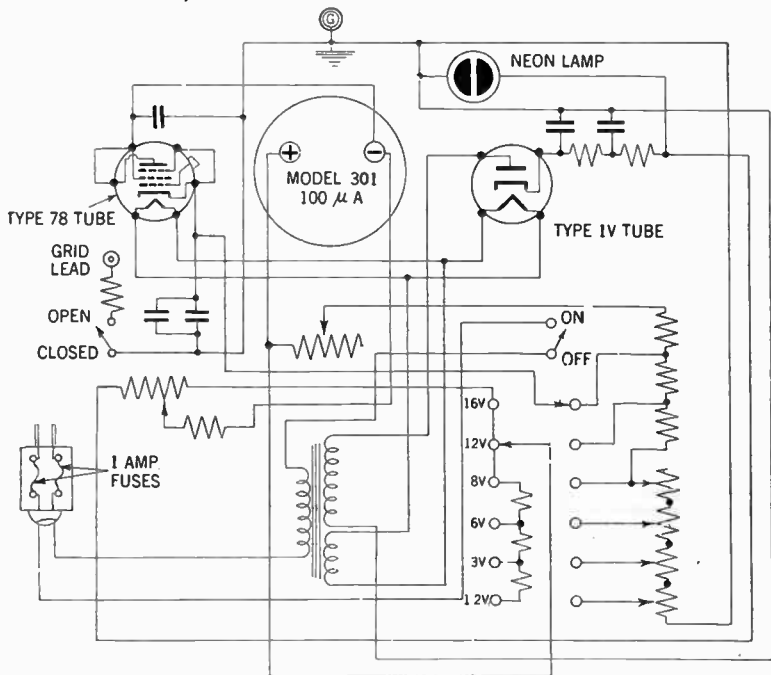 G
NEON LAMP
+
−
MODEL 301
100 μ A
TYPE 78 TUBE
TYPE 1V TUBE
GRID
LEAD
OPEN
CLOSED
ON
OFF
16V
12V
8V
6V
3V
1 2V
1 AMP
FUSES